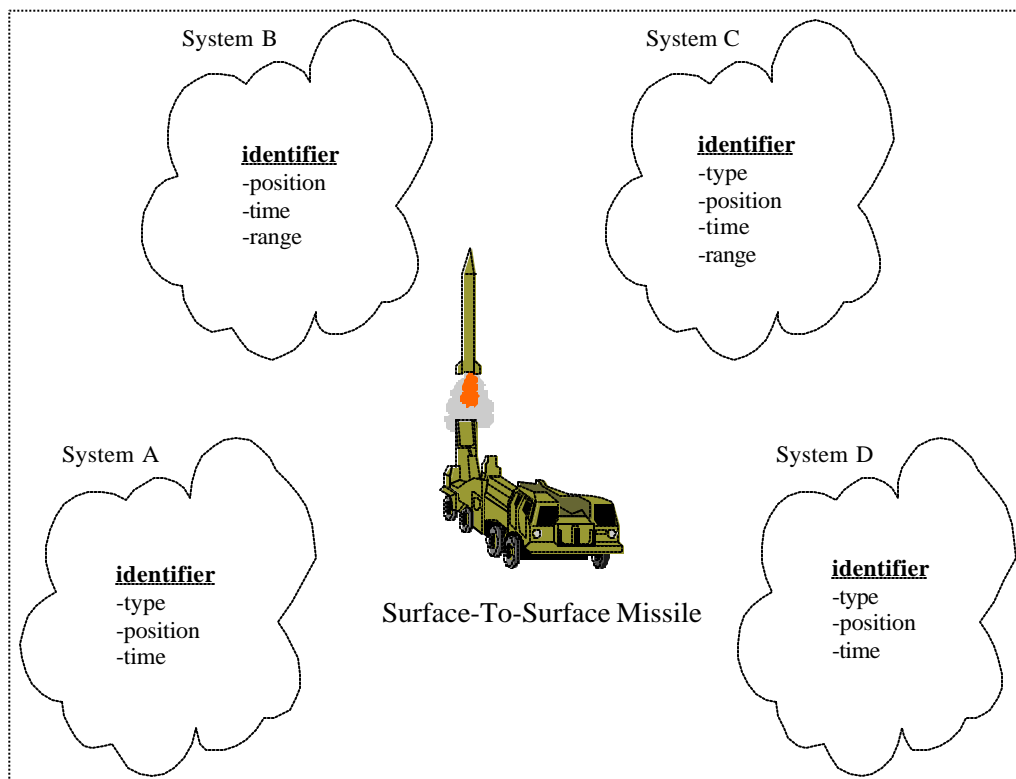 System B
identifier
-position
-time
-range
System C
identifier
-type
-position
-time
-range
System A
identifier
-type
-position
-time
Surface-To-Surface Missile
System D
identifier
-type
-position
-time